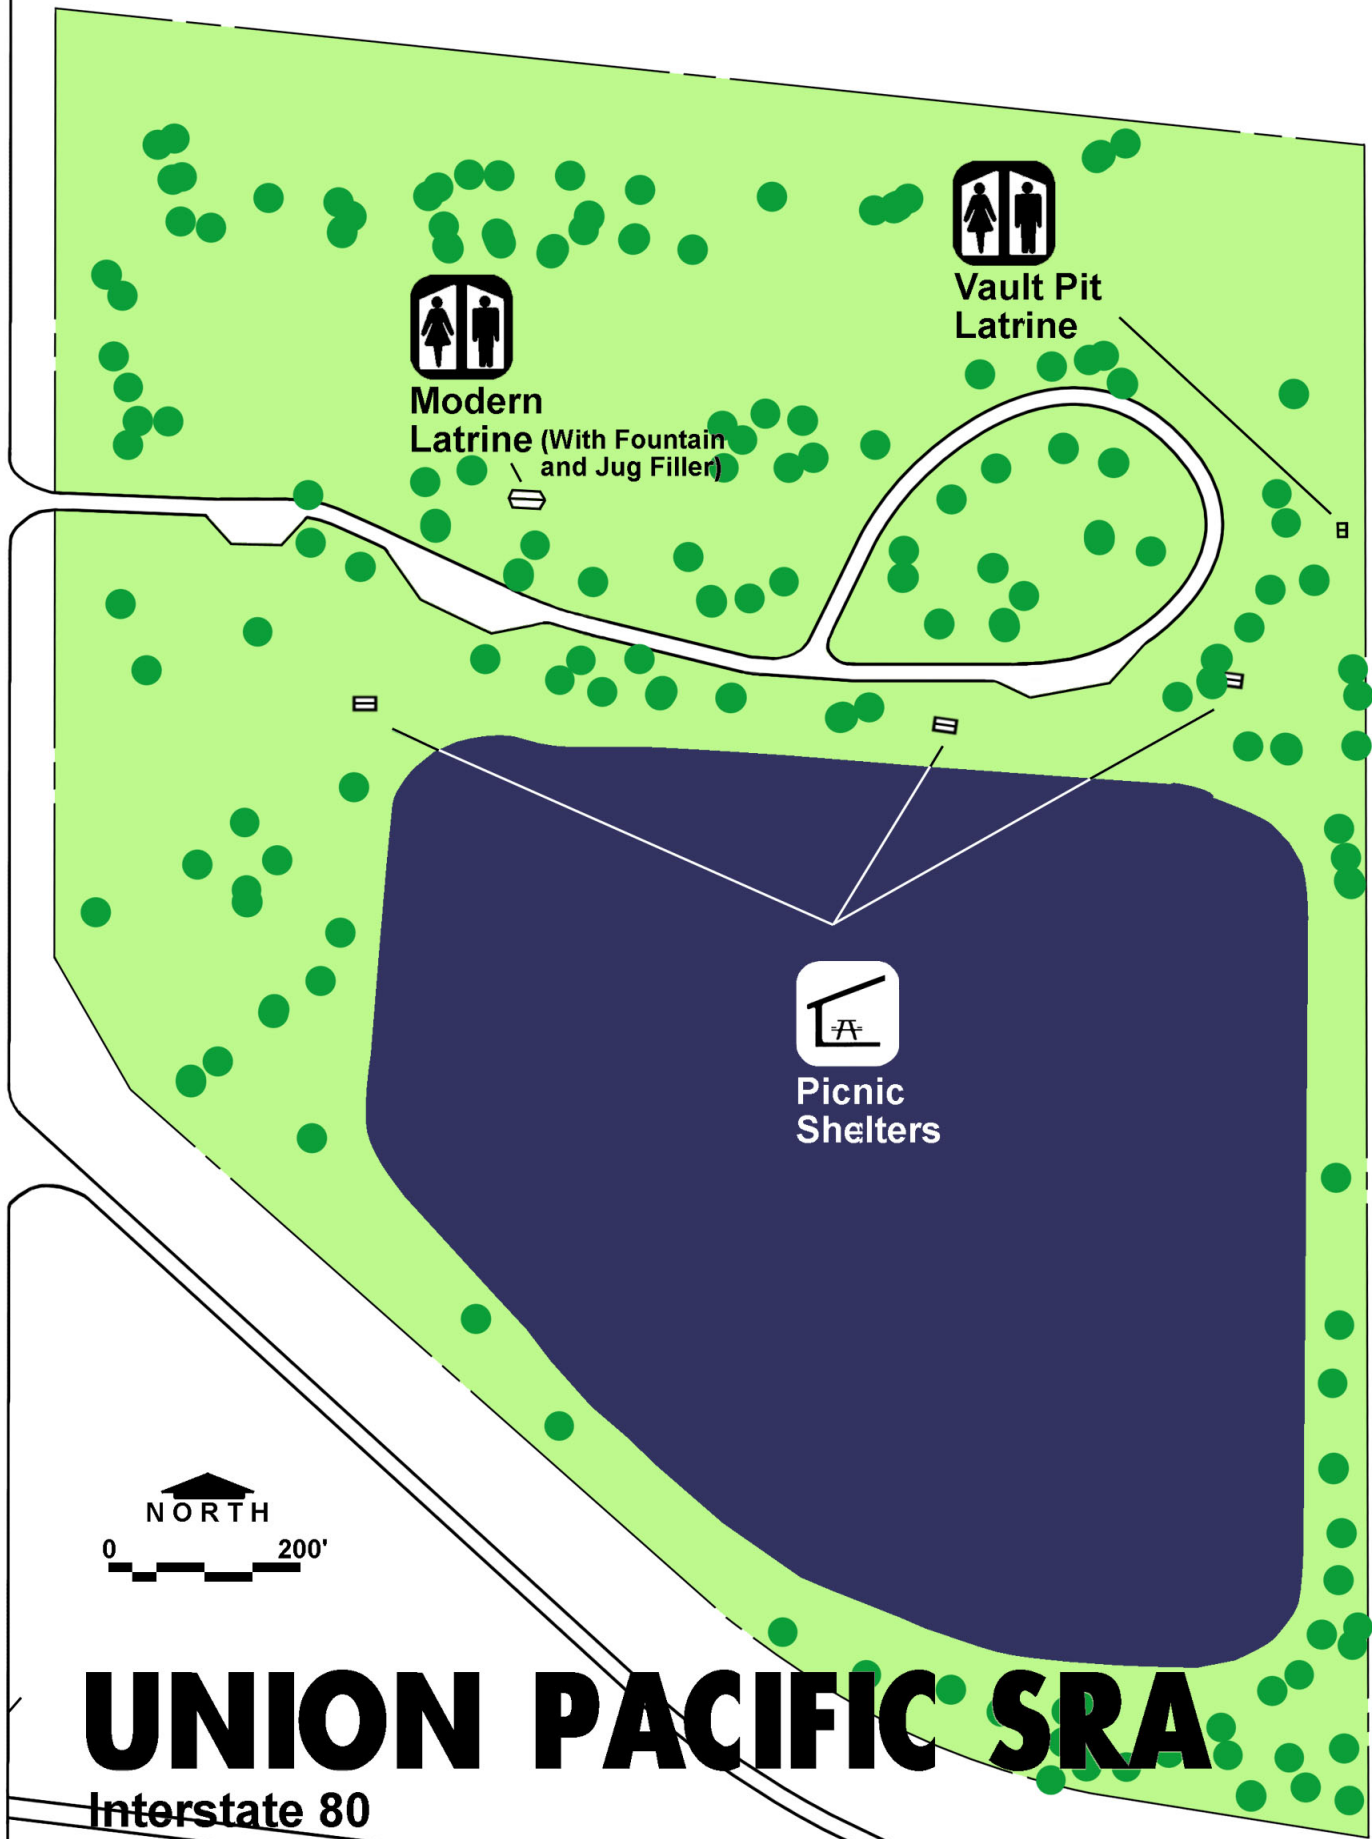 Vault Pit
Latrine
Modern
Latrine (With Fountain
and Jug Filler)
Picnic
Shelters
NORTH
0 200'
UNION PACIFIC SRA
Interstate 80